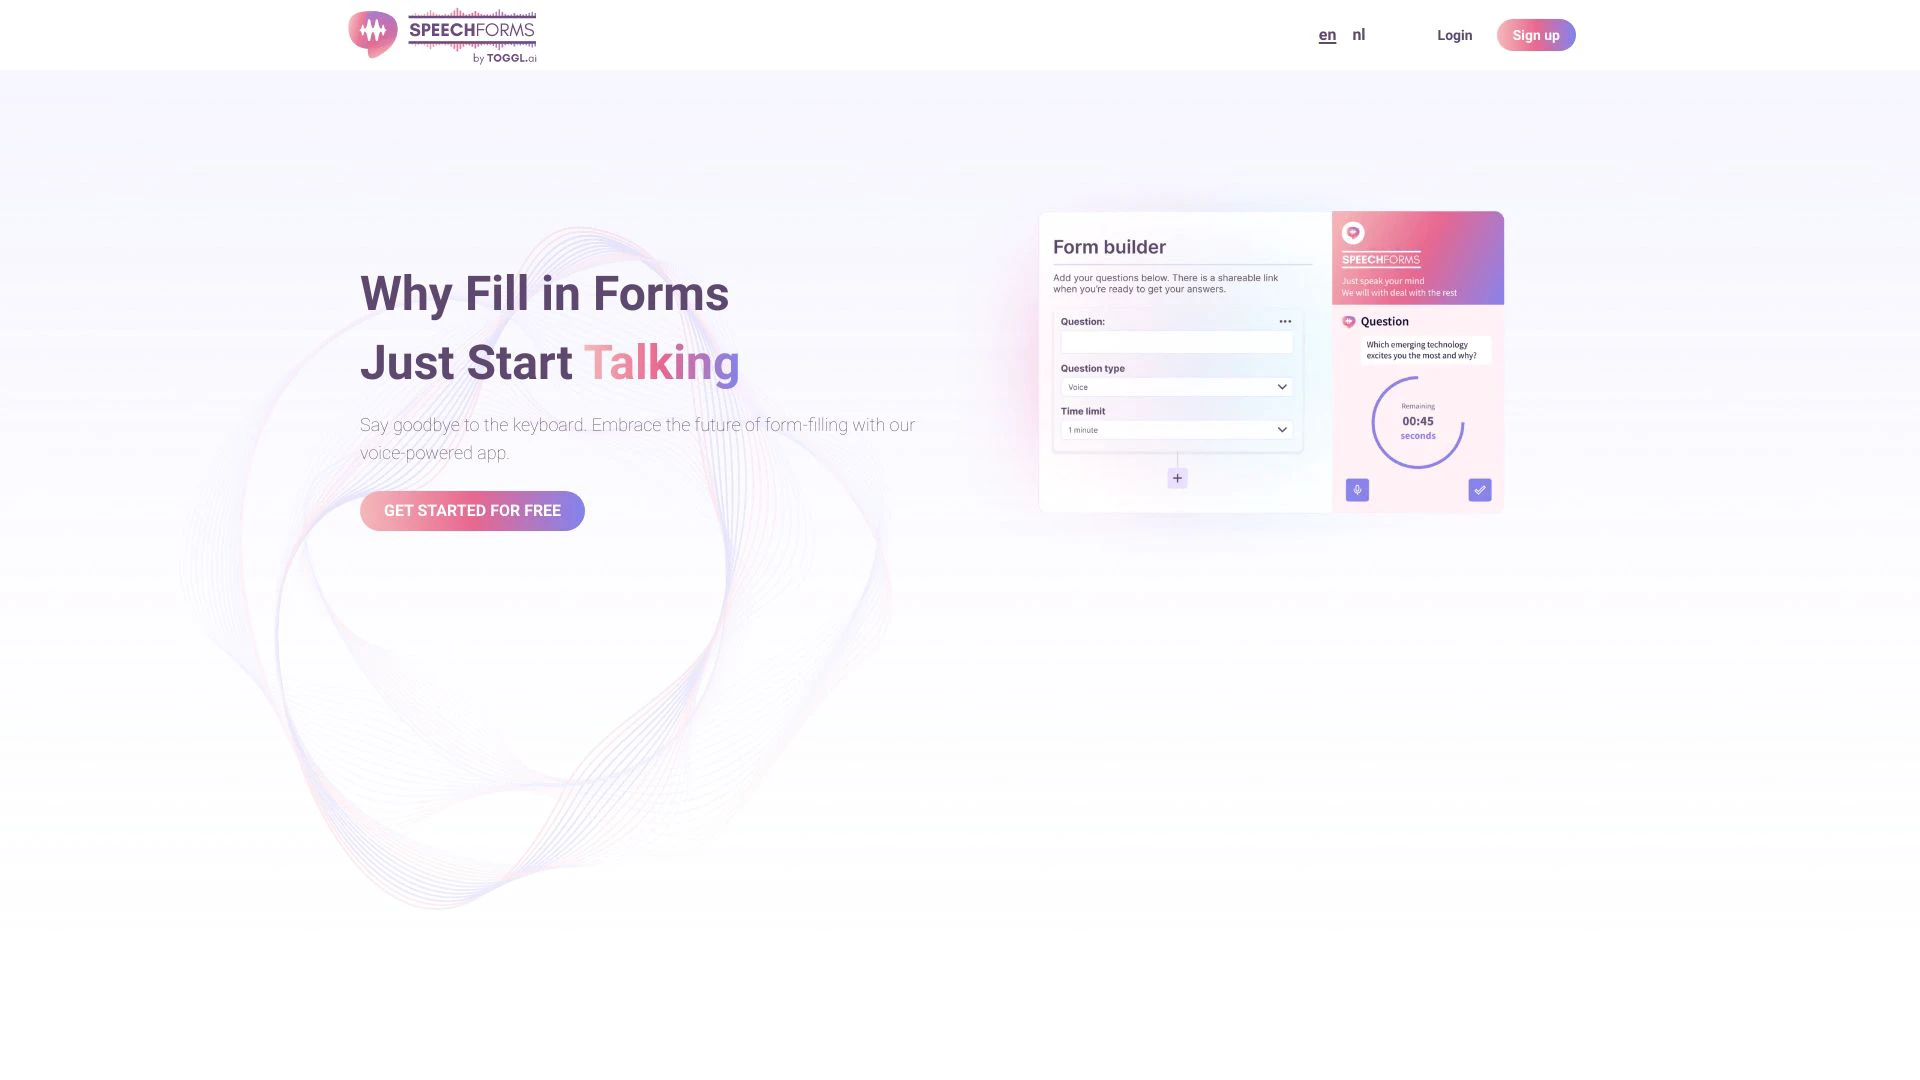 SPEECHFORMS
by TOGGL.ai
en nl Login Sign up
Why Fill in Forms
Just Start Talking
Say goodbye to the keyboard. Embrace the future of form-filling with our
voice-powered app.
GET STARTED FOR FREE
Form builder
Add your questions below. There is a shareable link
when you're ready to get your answers.
Question:
Question type
Voice
Time limit
1 minute
SPEECHFORMS
Just speak your mind
We will with deal with the rest
Question
Which emerging technology
excites you the most and why?
Remaining
00:45
seconds